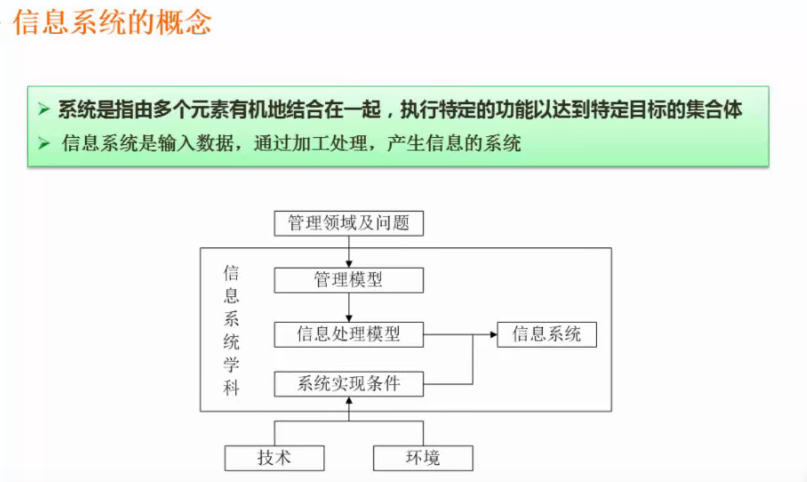 信息系统的概念
系统是指由多个元素有机地结合在一起，执行特定的功能以达到特定目标的集合体
信息系统是输入数据，通过加工处理，产生信息的系统
管理领域及问题
信息系统学科
管理模型
信息处理模型
信息系统
系统实现条件
技术
环境